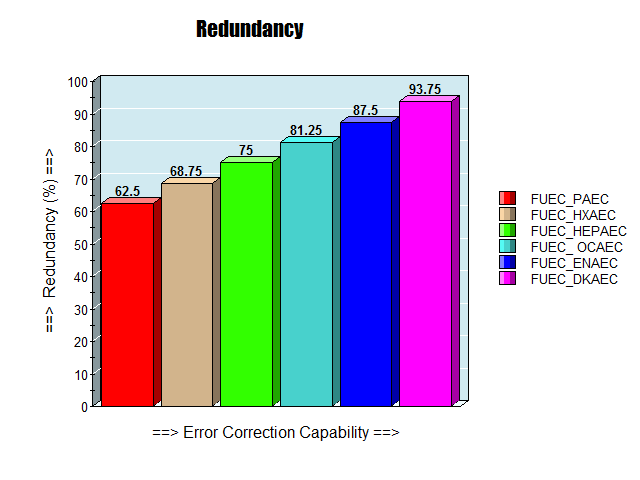 Redundancy
100
90
80
70
60
50
40
30
20
10
0
==> Redundancy (%) ==>
62.5
68.75
75
81.25
87.5
93.75
==> Error Correction Capability ==>
FUEC_PAEC
FUEC_HXAEC
FUEC_HEPAEC
FUEC_ OCAEC
FUEC_ENAEC
FUEC_DKAEC